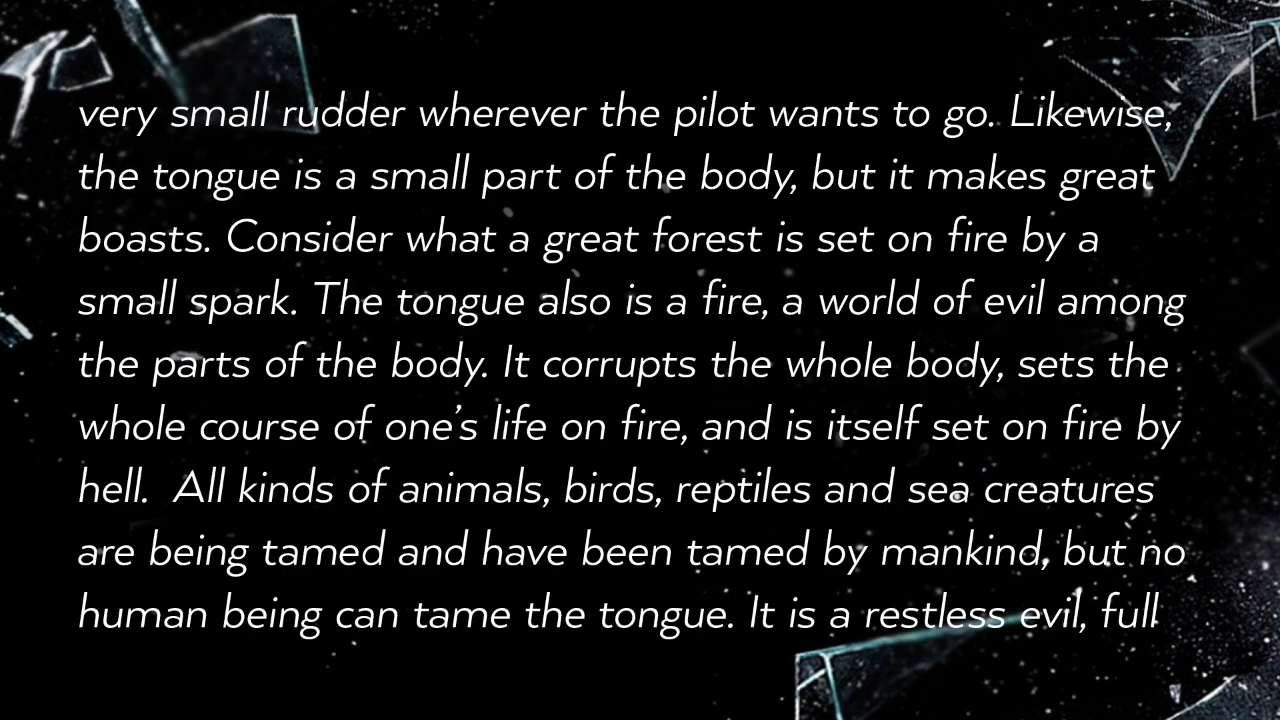 very small rudder wherever the pilot wants to go. Likewise,
the tongue is a small part of the body, but it makes great
boasts. Consider what a great forest is set on fire by a
small spark. The tongue also is a fire, a world of evil among
the parts of the body. It corrupts the whole body, sets the
whole course of one’s life on fire, and is itself set on fire by
hell.  All kinds of animals, birds, reptiles and sea creatures
are being tamed and have been tamed by mankind, but no
human being can tame the tongue. It is a restless evil, full